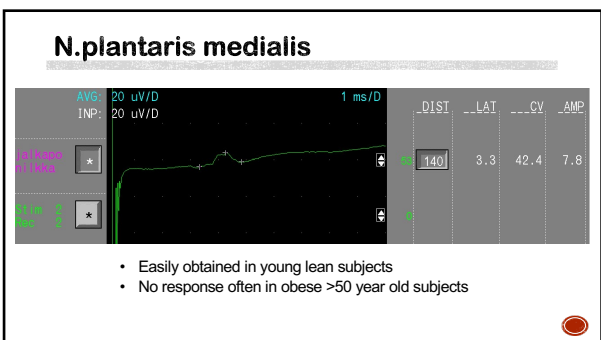 N.plantaris medialis
AVG: 20 uV/D 1 ms/D
INP: 20 uV/D
DIST LAT CV AMP
jalkapo
nilkka *
140 3.3 42.4 7.8
Stim 2
Rec 2 *
• Easily obtained in young lean subjects
• No response often in obese >50 year old subjects